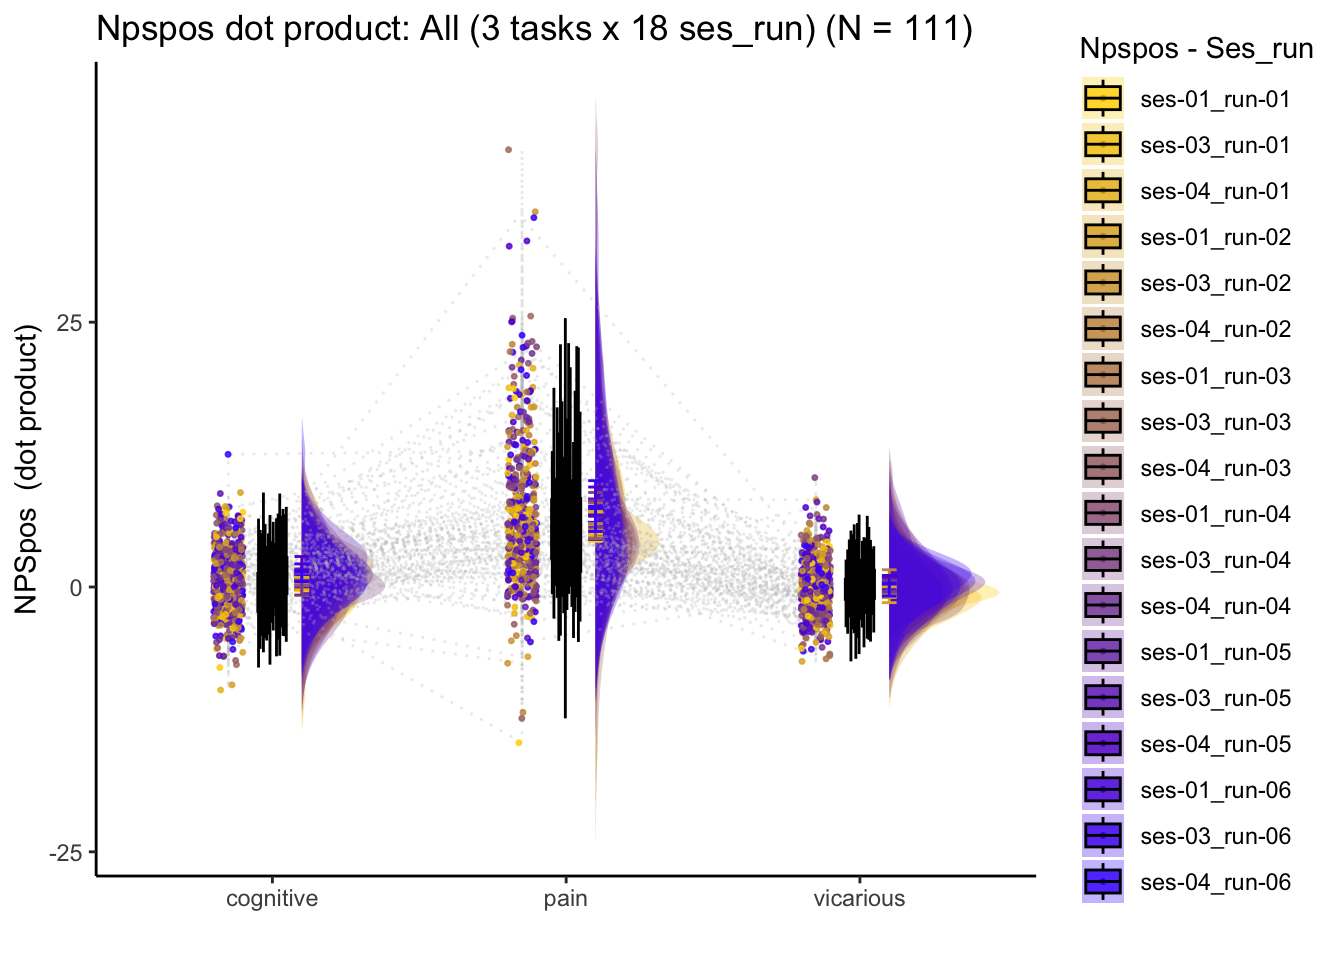 Npspos dot product: All (3 tasks x 18 ses_run) (N = 111)
NPSpos  (dot product)
25
0
-25
cognitive
pain
vicarious
Npspos - Ses_run
ses-01_run-01
ses-03_run-01
ses-04_run-01
ses-01_run-02
ses-03_run-02
ses-04_run-02
ses-01_run-03
ses-03_run-03
ses-04_run-03
ses-01_run-04
ses-03_run-04
ses-04_run-04
ses-01_run-05
ses-03_run-05
ses-04_run-05
ses-01_run-06
ses-03_run-06
ses-04_run-06